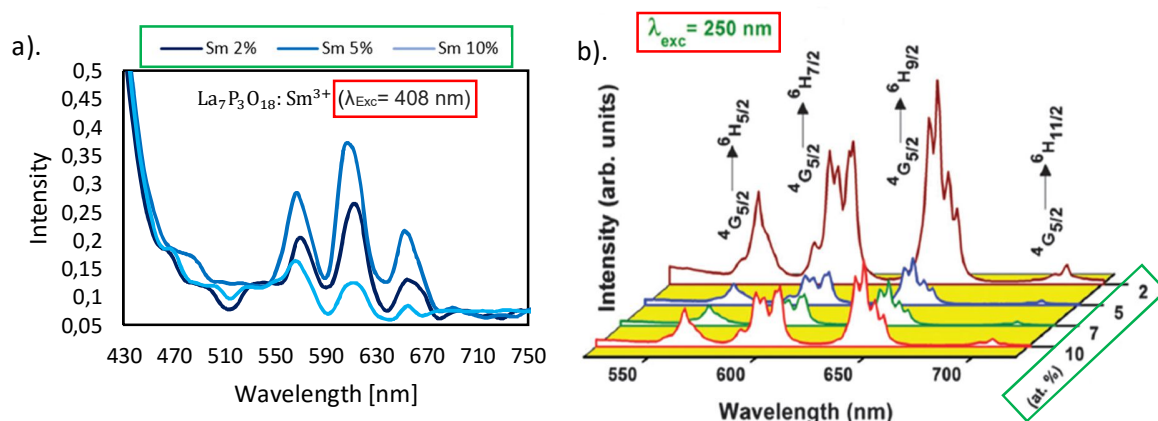 a).
Sm 2% Sm 5% Sm 10%
La₇P₃O₁₈: Sm³⁺ (λExc= 408 nm)
Intensity
0,5
0,45
0,4
0,35
0,3
0,25
0,2
0,15
0,1
0,05
430 470 510 550 590 630 670 710 750
Wavelength [nm]
b).
λexc= 250 nm
Intensity (arb. units)
⁴G5/2 → ⁶H5/2
⁴G5/2 → ⁶H7/2
⁴G5/2 → ⁶H9/2
⁴G5/2 → ⁶H11/2
2
5
7
10
(at. %)
550 600 650 700
Wavelength (nm)